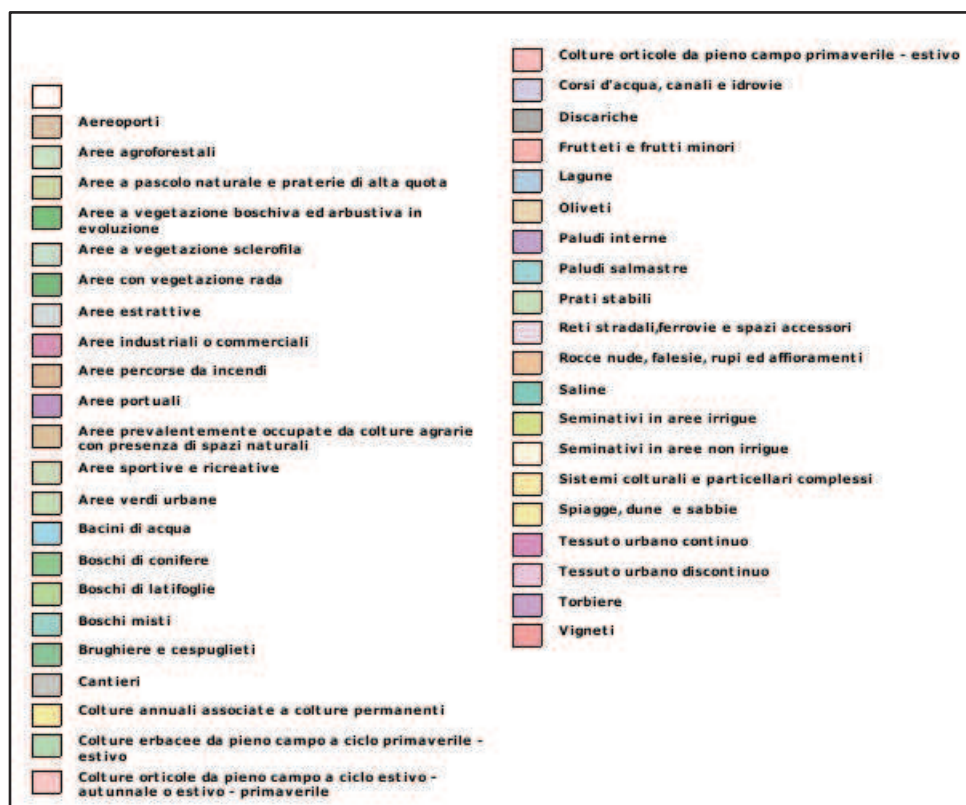 Aereoporti
Aree agroforestali
Aree a pascolo naturale e praterie di alta quota
Aree a vegetazione boschiva ed arbustiva in
evoluzione
Aree a vegetazione sclerofila
Aree con vegetazione rada
Aree estrattive
Aree industriali o commerciali
Aree percorse da incendi
Aree portuali
Aree prevalentemente occupate da colture agrarie
con presenza di spazi naturali
Aree sportive e ricreative
Aree verdi urbane
Bacini di acqua
Boschi di conifere
Boschi di latifoglie
Boschi misti
Brughiere e cespuglieti
Cantieri
Colture annuali associate a colture permanenti
Colture erbacee da pieno campo a ciclo primaverile -
estivo
Colture orticole da pieno campo a ciclo estivo -
autunnale o estivo - primaverile
Colture orticole da pieno campo primaverile - estivo
Corsi d'acqua, canali e idrovie
Discariche
Frutteti e frutti minori
Lagune
Oliveti
Paludi interne
Paludi salmastre
Prati stabili
Reti stradali,ferrovie e spazi accessori
Rocce nude, falesie, rupi ed affioramenti
Saline
Seminativi in aree irrigue
Seminativi in aree non irrigue
Sistemi colturali e particellari complessi
Spiagge, dune e sabbie
Tessuto urbano continuo
Tessuto urbano discontinuo
Torbiere
Vigneti